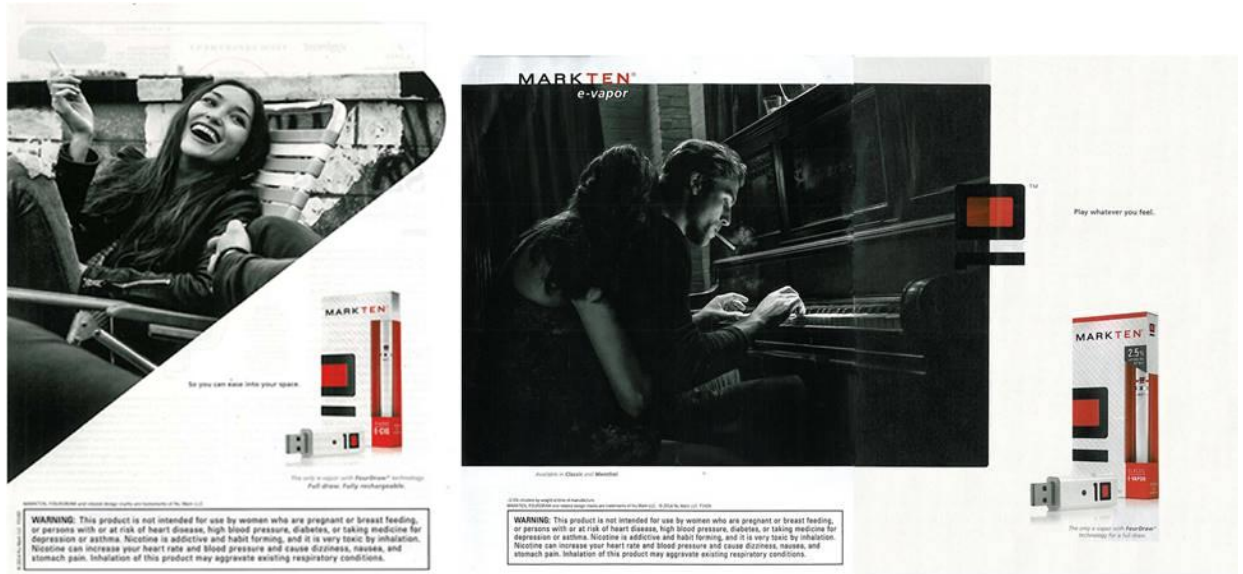 MARKTEN®
So you can ease into your space.
E-CIG
The only e-vapor with FourDraw™ technology.
Full draw. Fully rechargeable.
WARNING: This product is not intended for use by women who are pregnant or breast feeding,
or persons with or at risk of heart disease, high blood pressure, diabetes, or taking medicine for
depression or asthma. Nicotine is addictive and habit forming, and it is very toxic by inhalation.
Nicotine can increase your heart rate and blood pressure and cause dizziness, nausea, and
stomach pain. Inhalation of this product may aggravate existing respiratory conditions.
MARKTEN®
e-vapor
TM
Play whatever you feel.
MARKTEN
2.5%
E-VAPOR
The only e-vapor with FourDraw™
technology for a full draw.
Available in Classic and Menthol
WARNING: This product is not intended for use by women who are pregnant or breast feeding,
or persons with or at risk of heart disease, high blood pressure, diabetes, or taking medicine for
depression or asthma. Nicotine is addictive and habit forming, and it is very toxic by inhalation.
Nicotine can increase your heart rate and blood pressure and cause dizziness, nausea, and
stomach pain. Inhalation of this product may aggravate existing respiratory conditions.